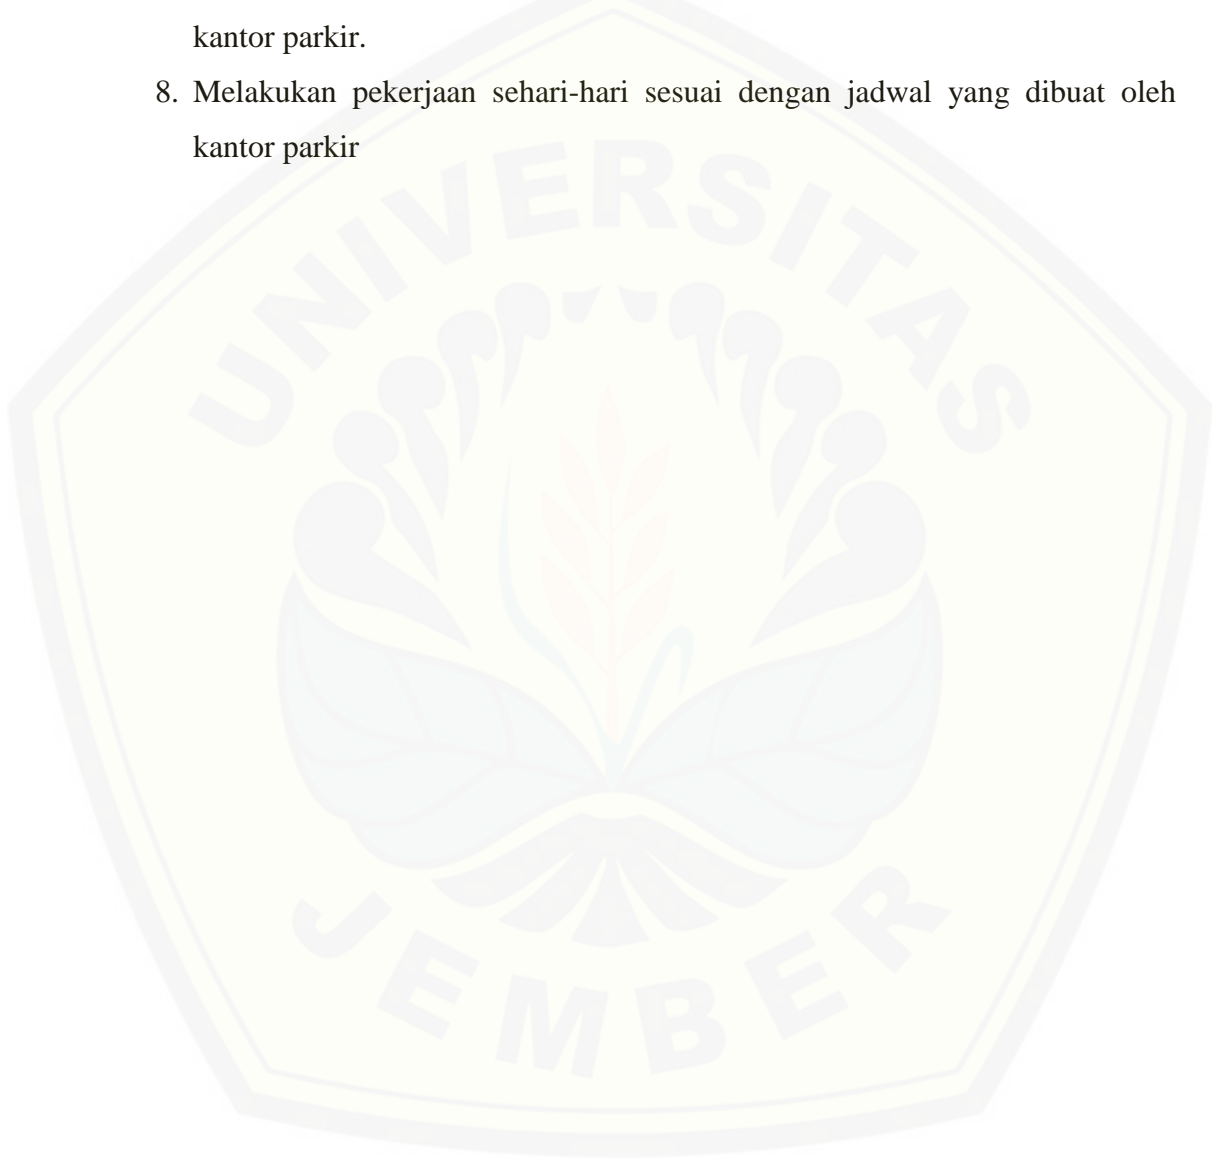 kantor parkir.
8. Melakukan pekerjaan sehari-hari sesuai dengan jadwal yang dibuat oleh
kantor parkir
UNIVERSITAS
JEMBER